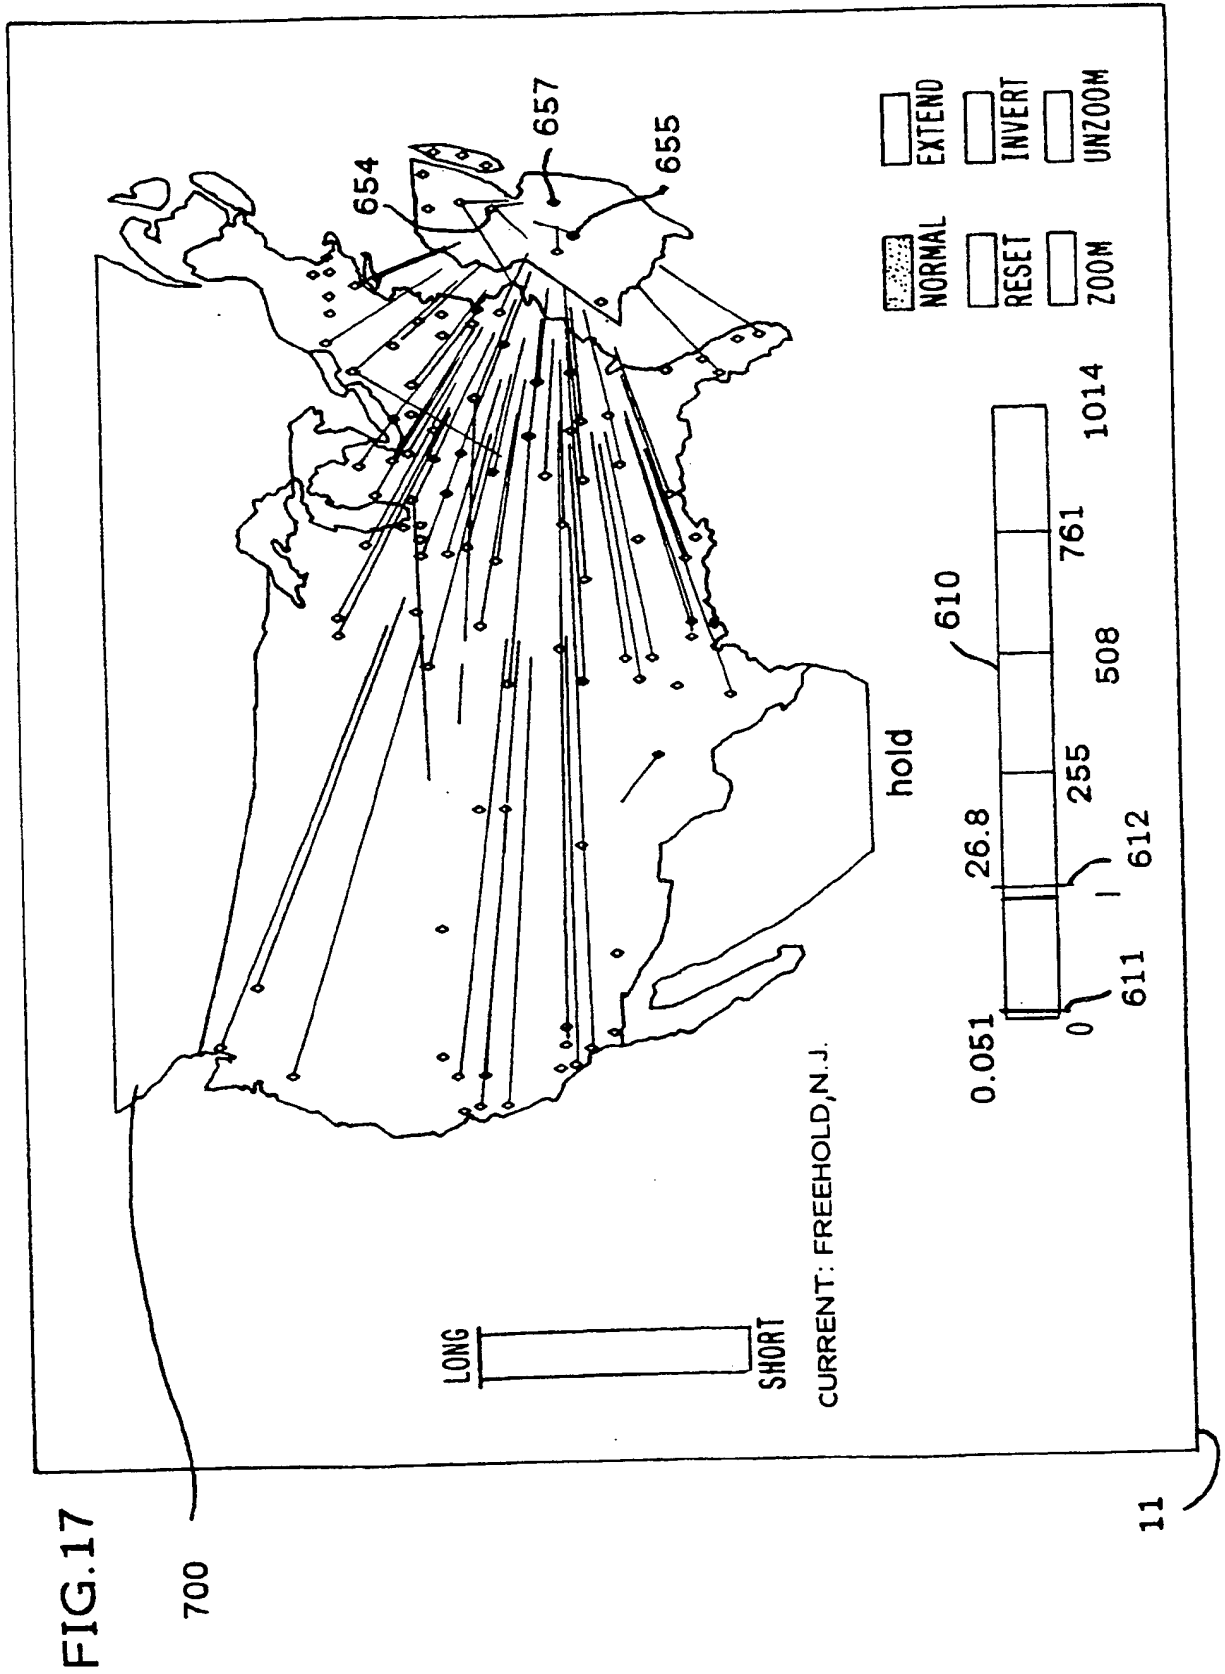 FIG.17
700
11
654
657
655
LONG
SHORT
CURRENT: FREEHOLD,N.J.
hold
NORMAL
EXTEND
RESET
INVERT
ZOOM
UNZOOM
0.051
26.8
610
0
1
255
508
761
1014
611
612